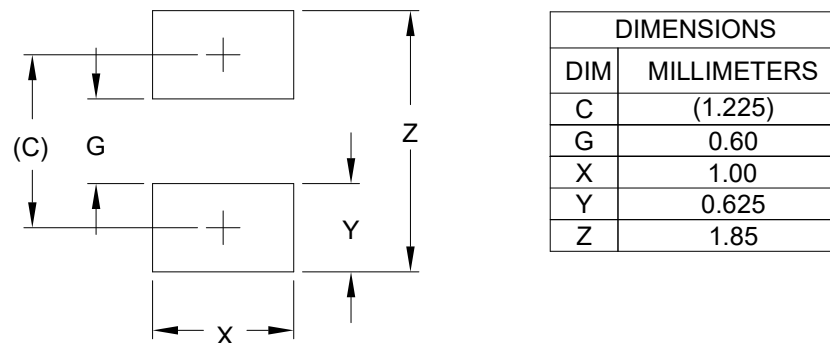 (C)
G
Z
Y
X
DIMENSIONS
DIM MILLIMETERS
C (1.225)
G 0.60
X 1.00
Y 0.625
Z 1.85